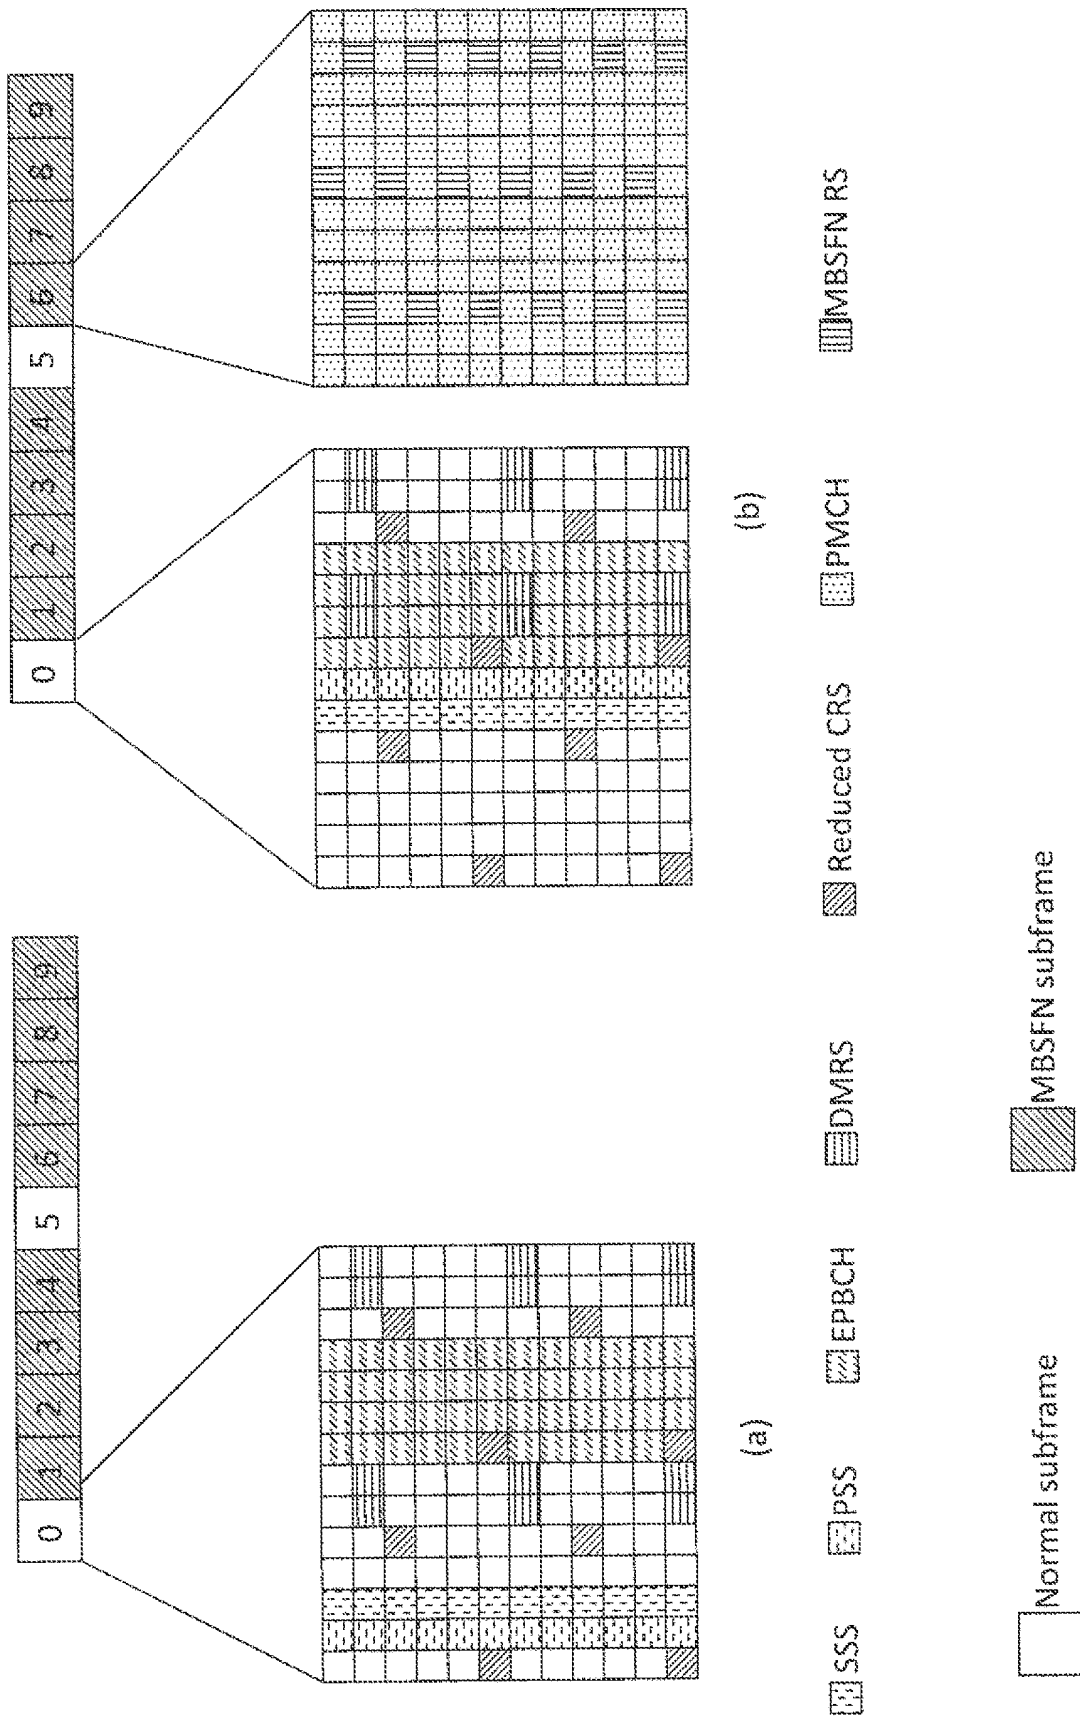 0 1 2 3 4 5 6 7 8 9
0 1 2 3 4 5 6 7 8 9
(a)
(b)
SSS
PSS
EPBCH
DMRS
Reduced CRS
PMCH
MBSFN RS
Normal subframe
MBSFN subframe